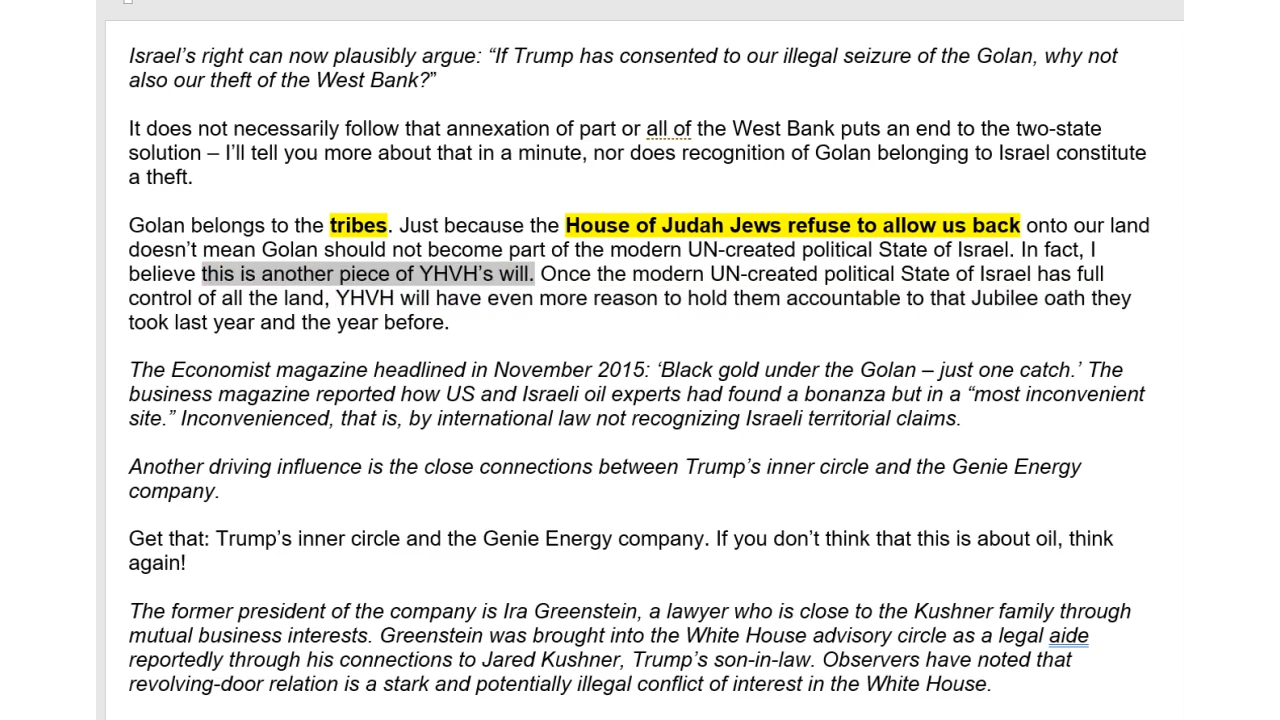 Israel’s right can now plausibly argue: “If Trump has consented to our illegal seizure of the Golan, why not
also our theft of the West Bank?”
It does not necessarily follow that annexation of part or all of the West Bank puts an end to the two-state
solution – I’ll tell you more about that in a minute, nor does recognition of Golan belonging to Israel constitute
a theft.
Golan belongs to the tribes. Just because the House of Judah Jews refuse to allow us back onto our land
doesn’t mean Golan should not become part of the modern UN-created political State of Israel. In fact, I
believe this is another piece of YHVH’s will. Once the modern UN-created political State of Israel has full
control of all the land, YHVH will have even more reason to hold them accountable to that Jubilee oath they
took last year and the year before.
The Economist magazine headlined in November 2015: ‘Black gold under the Golan – just one catch.’ The
business magazine reported how US and Israeli oil experts had found a bonanza but in a “most inconvenient
site.” Inconvenienced, that is, by international law not recognizing Israeli territorial claims.
Another driving influence is the close connections between Trump’s inner circle and the Genie Energy
company.
Get that: Trump’s inner circle and the Genie Energy company. If you don’t think that this is about oil, think
again!
The former president of the company is Ira Greenstein, a lawyer who is close to the Kushner family through
mutual business interests. Greenstein was brought into the White House advisory circle as a legal aide
reportedly through his connections to Jared Kushner, Trump’s son-in-law. Observers have noted that
revolving-door relation is a stark and potentially illegal conflict of interest in the White House.